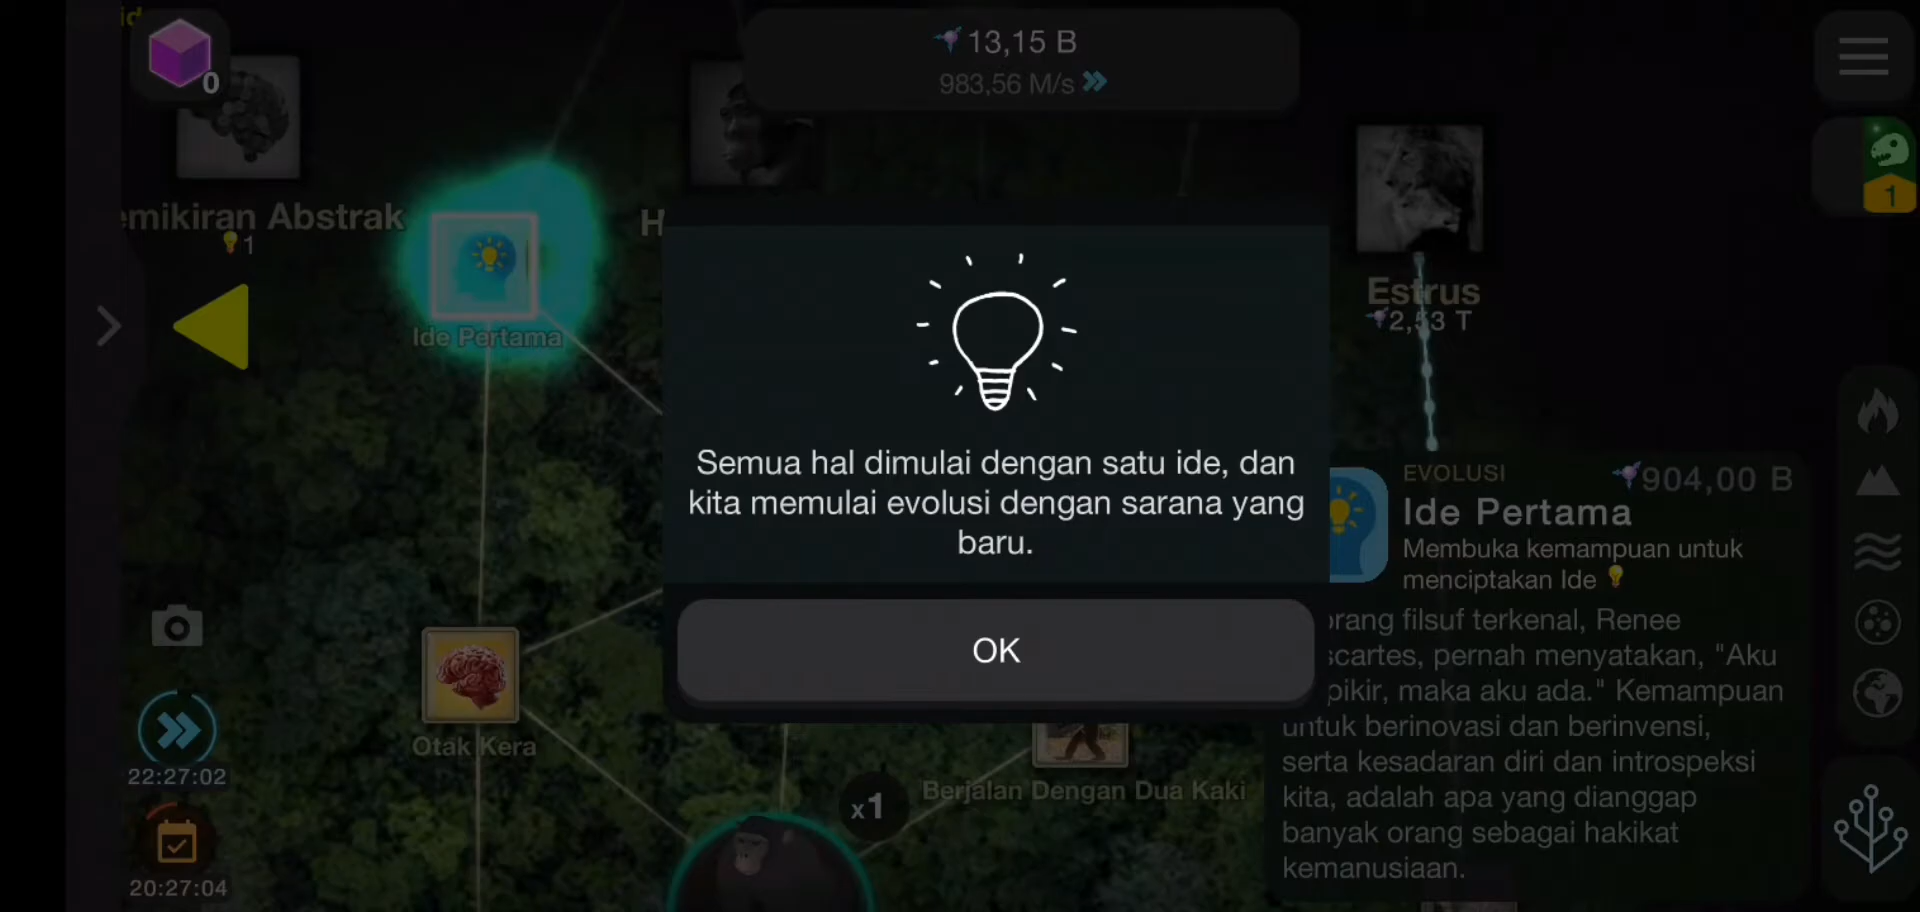 id
0
13,15 B
983,56 M/s
1
emikiran Abstrak
1
H
Ide Pertama
Estrus
2,53 T
Semua hal dimulai dengan satu ide, dan
kita memulai evolusi dengan sarana yang
baru.
OK
EVOLUSI
904,00 B
Ide Pertama
Membuka kemampuan untuk
menciptakan Ide
orang filsuf terkenal, Renee
scartes, pernah menyatakan, "Aku
pikir, maka aku ada." Kemampuan
untuk berinovasi dan berinvensi,
serta kesadaran diri dan introspeksi
kita, adalah apa yang dianggap
banyak orang sebagai hakikat
kemanusiaan.
Otak Kera
22:27:02
x1
Berjalan Dengan Dua Kaki
20:27:04